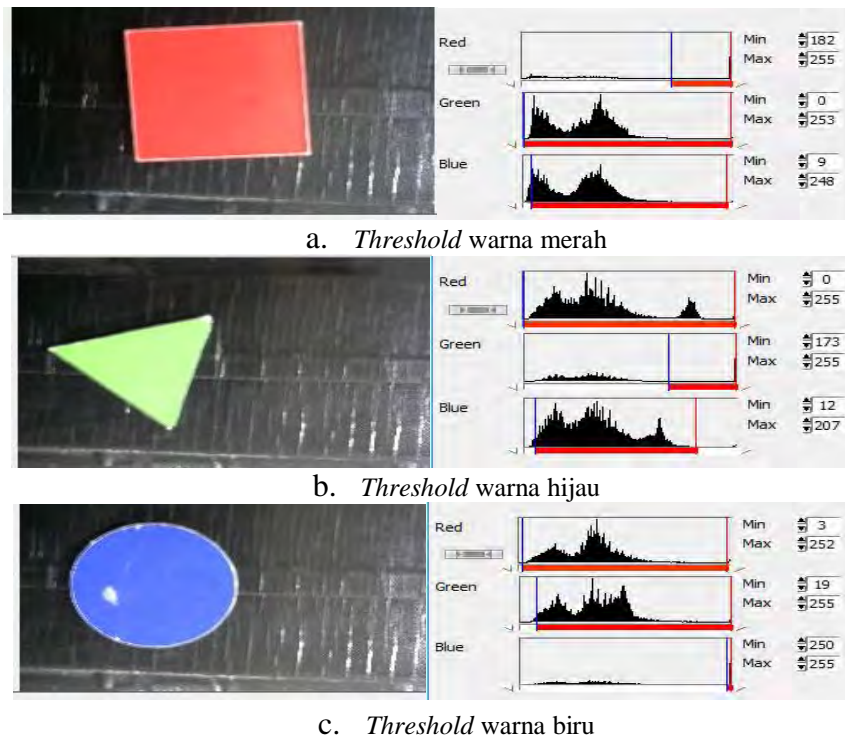 Red
Min 182
Max 255
Green
Min 0
Max 253
Blue
Min 9
Max 248
a. Threshold warna merah
Red
Min 0
Max 255
Green
Min 173
Max 255
Blue
Min 12
Max 207
b. Threshold warna hijau
Red
Min 3
Max 252
Green
Min 19
Max 255
Blue
Min 250
Max 255
c. Threshold warna biru